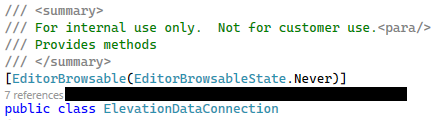 /// <summary>
/// For internal use only.  Not for customer use.<para/>
/// Provides methods
/// </summary>
[EditorBrowsable(EditorBrowsableState.Never)]
7 references
public class ElevationDataConnection